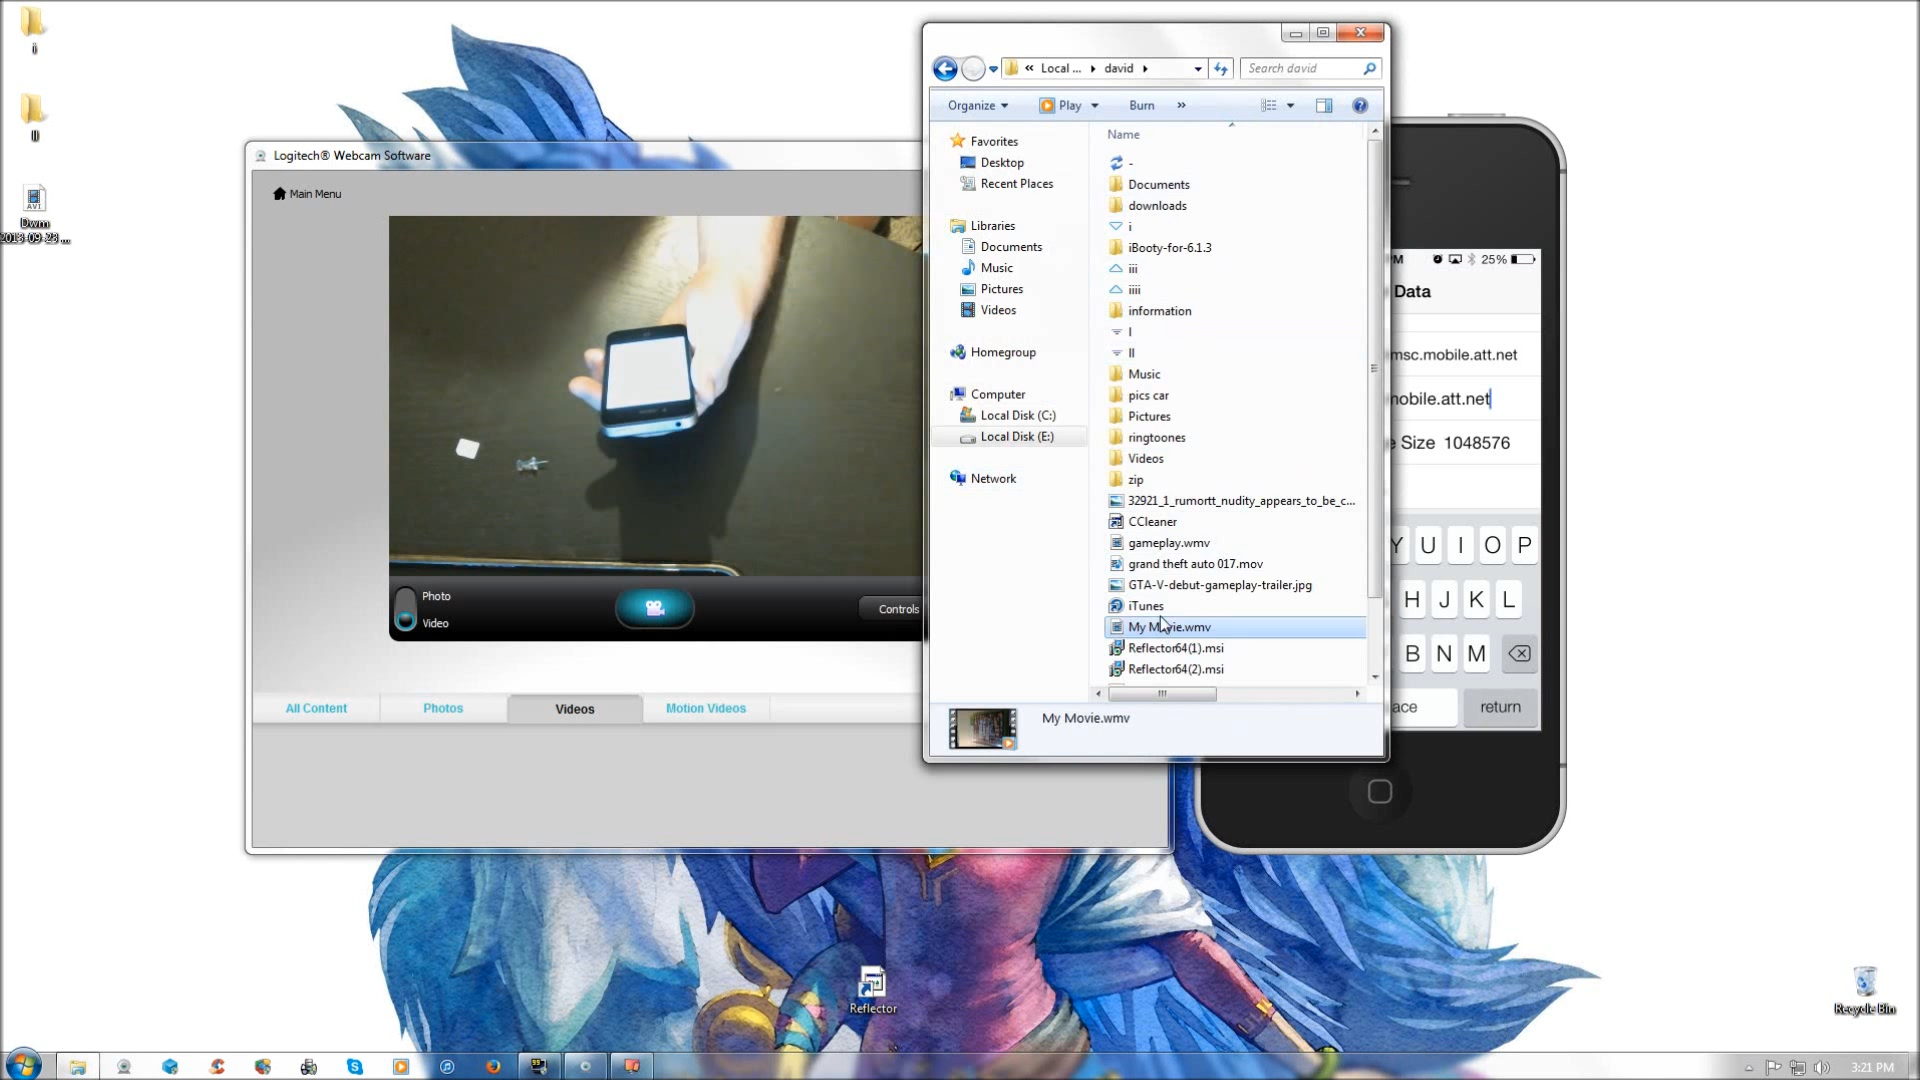 i
ll
AVI
Dwm
2013-09-23 ...
Logitech® Webcam Software
Main Menu
Photo
Video
Controls
All Content
Photos
Videos
Motion Videos
« Local ... ▸ david ▸
Search david
Organize
Play
Burn
»
Favorites
Desktop
Recent Places
Libraries
Documents
Music
Pictures
Videos
Homegroup
Computer
Local Disk (C:)
Local Disk (E:)
Network
Name
-
Documents
downloads
i
iBooty-for-6.1.3
iii
iiii
information
l
ll
Music
pics car
Pictures
ringtoones
Videos
zip
32921_1_rumortt_nudity_appears_to_be_c...
CCleaner
gameplay.wmv
grand theft auto 017.mov
GTA-V-debut-gameplay-trailer.jpg
iTunes
My Movie.wmv
Reflector64(1).msi
Reflector64(2).msi
My Movie.wmv
M 25%
Data
msc.mobile.att.net
mobile.att.net
e Size 1048576
Y U I O P
H J K L
B N M
ace return
Reflector
Recycle Bin
3:21 PM